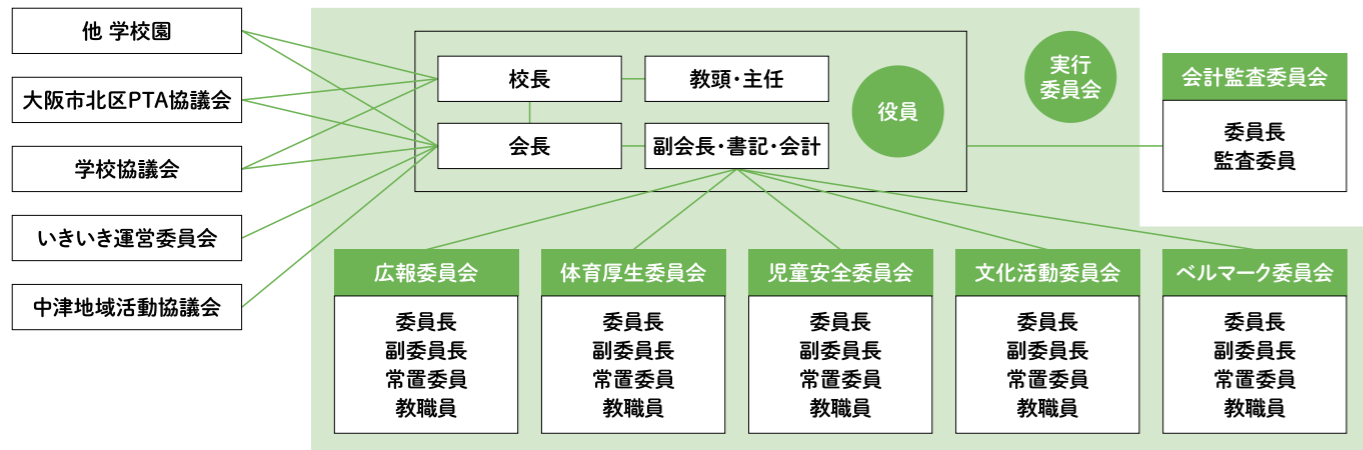 他 学校園
大阪市北区PTA協議会
学校協議会
いきいき運営委員会
中津地域活動協議会
校長
教頭・主任
会長
副会長・書記・会計
役員
実行
委員会
会計監査委員会
委員長
監査委員
広報委員会
委員長
副委員長
常置委員
教職員
体育厚生委員会
委員長
副委員長
常置委員
教職員
児童安全委員会
委員長
副委員長
常置委員
教職員
文化活動委員会
委員長
副委員長
常置委員
教職員
ベルマーク委員会
委員長
副委員長
常置委員
教職員